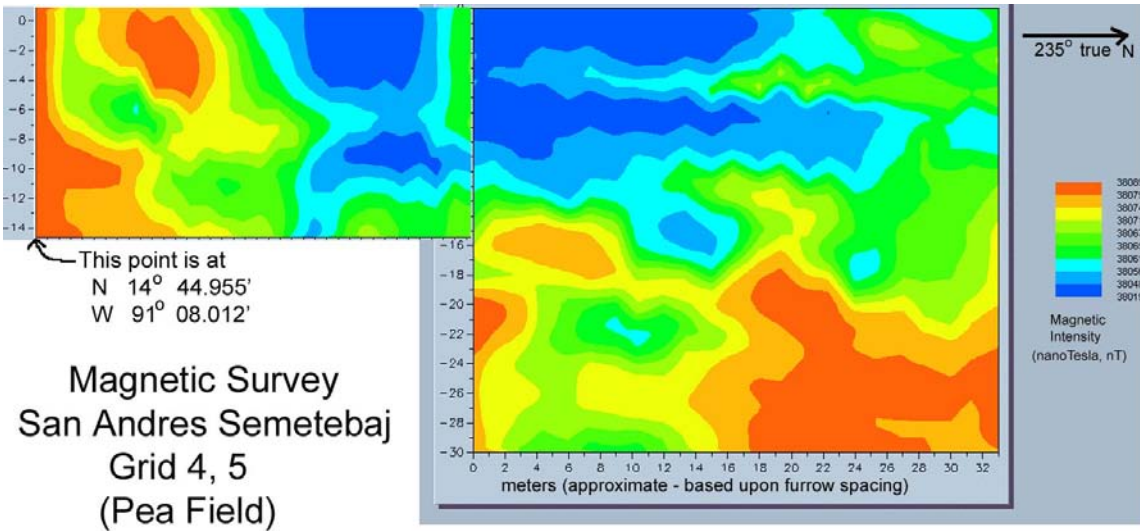 0
-2
-4
-6
-8
-10
-12
-14
-16
-18
-20
-22
-24
-26
-28
-30
0 2 4 6 8 10 12 14 16 18 20 22 24 26 28 30 32
meters (approximate - based upon furrow spacing)
235° true N
38074
38071
Magnetic
Intensity
(nanoTesla, nT)
This point is at
N 14° 44.955'
W 91° 08.012'
Magnetic Survey
San Andres Semetebaj
Grid 4, 5
(Pea Field)